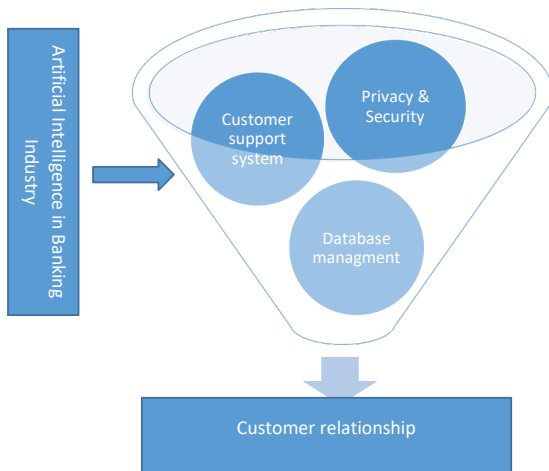 Artificial Intelligence in Banking
Industry
Customer
support
system
Privacy &
Security
Database
managment
Customer relationship